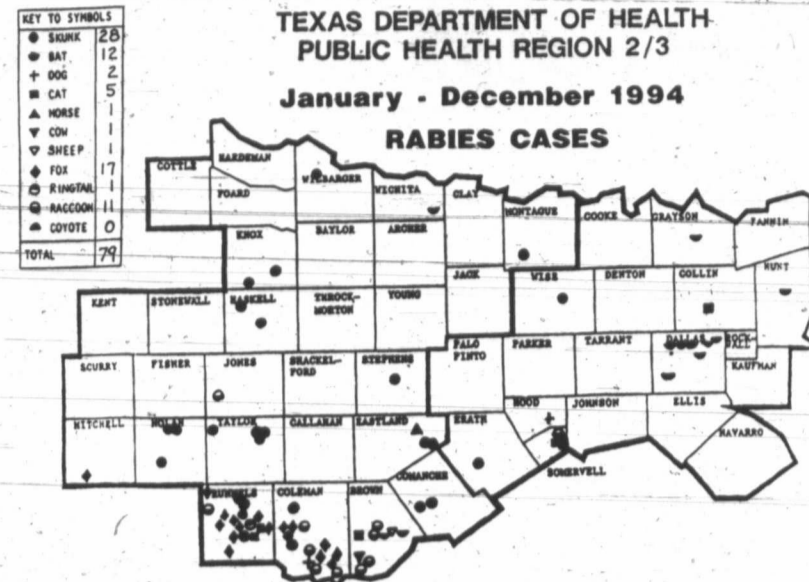 TEXAS DEPARTMENT OF HEALTH
PUBLIC HEALTH REGION 2/3
January - December 1994
RABIES CASES
KEY TO SYMBOLS
SKUNK 28
BAT 12
DOG 2
CAT 5
HORSE 1
COW 1
SHEEP 1
FOX 17
RINGTAIL 1
RACCOON 11
COYOTE 0
TOTAL 79
COTTLE
HARDEMAN
FOARD
WILBARGER
WICHITA
CLAY
MONTAGUE
COOKE
GRAYSON
FANNIN
KNOX
BAYLOR
ARCHER
JACK
WISE
DENTON
COLLIN
HUNT
KENT
STONEWALL
HASKELL
THROCK-
MORTON
YOUNG
SCURRY
FISHER
JONES
SHACKEL-
FORD
STEPHENS
PALO
PINTO
PARKER
TARRANT
DALLAS
ROCK-
WALL
KAUFMAN
MITCHELL
NOLAN
TAYLOR
CALLAHAN
EASTLAND
ERATH
HOOD
JOHNSON
ELLIS
NAVARRO
SOMERVELL
RUNNELS
COLEMAN
BROWN
COMANCHE